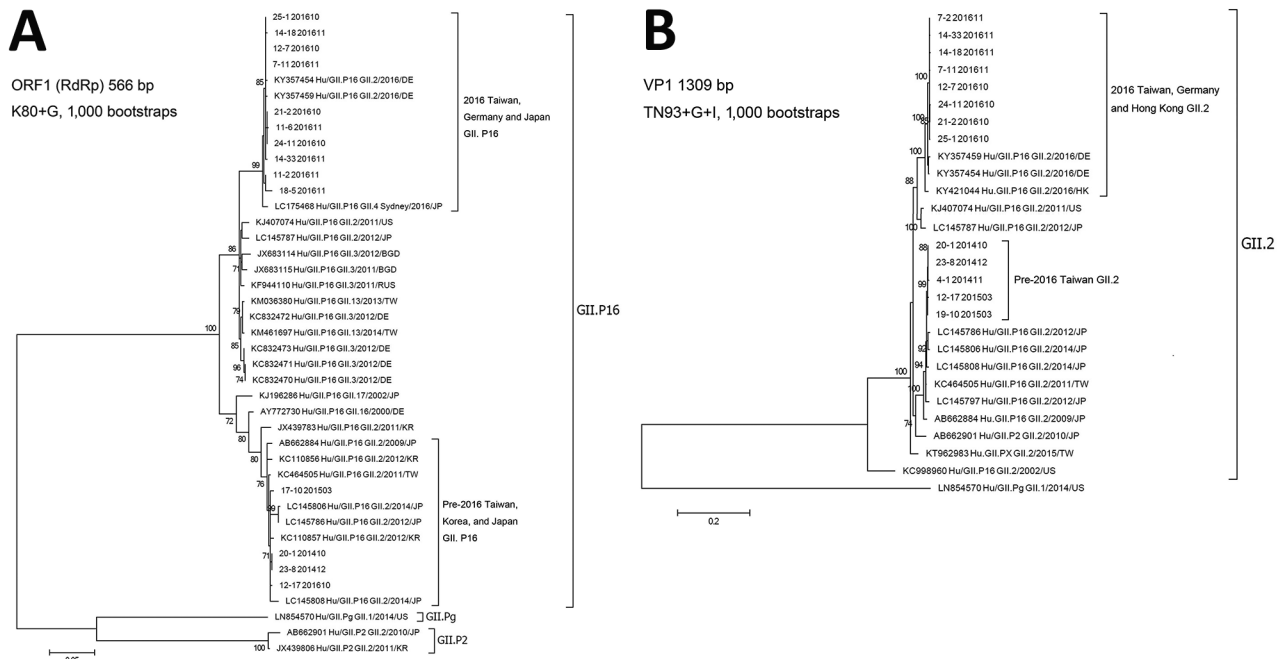 A
ORF1 (RdRp) 566 bp
K80+G, 1,000 bootstraps
25-1 201610
14-18 201611
12-7 201610
7-11 201611
85
KY357454 Hu/GII.P16 GII.2/2016/DE
KY357459 Hu/GII.P16 GII.2/2016/DE
21-2 201610
11-6 201611
24-11 201610
14-33 201611
99
11-2 201611
18-5 201611
LC175468 Hu/GII.P16 GII.4 Sydney/2016/JP
2016 Taiwan,
Germany and Japan
GII. P16
KJ407074 Hu/GII.P16 GII.2/2011/US
LC145787 Hu/GII.P16 GII.2/2012/JP
86
JX683114 Hu/GII.P16 GII.3/2012/BGD
71
JX683115 Hu/GII.P16 GII.3/2011/BGD
KF944110 Hu/GII.P16 GII.3/2011/RUS
KM036380 Hu/GII.P16 GII.13/2013/TW
79
KC832472 Hu/GII.P16 GII.3/2012/DE
100
KM461697 Hu/GII.P16 GII.13/2014/TW
85
KC832473 Hu/GII.P16 GII.3/2012/DE
96
KC832471 Hu/GII.P16 GII.3/2012/DE
74
KC832470 Hu/GII.P16 GII.3/2012/DE
KJ196286 Hu/GII.P16 GII.17/2002/JP
72
AY772730 Hu/GII.P16 GII.16/2000/DE
80
JX439783 Hu/GII.P16 GII.2/2011/KR
AB662884 Hu/GII.P16 GII.2/2009/JP
80
KC110856 Hu/GII.P16 GII.2/2012/KR
KC464505 Hu/GII.P16 GII.2/2011/TW
76
17-10 201503
99
LC145806 Hu/GII.P16 GII.2/2014/JP
LC145786 Hu/GII.P16 GII.2/2012/JP
KC110857 Hu/GII.P16 GII.2/2012/KR
71
20-1 201410
23-8 201412
12-17 201610
LC145808 Hu/GII.P16 GII.2/2014/JP
Pre-2016 Taiwan,
Korea, and Japan
GII. P16
GII.P16
LN854570 Hu/GII.Pg GII.1/2014/US
GII.Pg
AB662901 Hu/GII.P2 GII.2/2010/JP
100
JX439806 Hu/GII.P2 GII.2/2011/KR
GII.P2
0.05
B
VP1 1309 bp
TN93+G+I, 1,000 bootstraps
7-2 201611
14-33 201611
14-18 201611
100
7-11 201611
12-7 201610
24-11 201610
100
21-2 201610
25-1 201610
100
KY357459 Hu/GII.P16 GII.2/2016/DE
KY357454 Hu/GII.P16 GII.2/2016/DE
88
KY421044 Hu.GII.P16 GII.2/2016/HK
2016 Taiwan, Germany
and Hong Kong GII.2
KJ407074 Hu/GII.P16 GII.2/2011/US
100
LC145787 Hu/GII.P16 GII.2/2012/JP
88
20-1 201410
23-8 201412
99
4-1 201411
12-17 201503
19-10 201503
Pre-2016 Taiwan GII.2
LC145786 Hu/GII.P16 GII.2/2012/JP
92
LC145806 Hu/GII.P16 GII.2/2014/JP
94
LC145808 Hu/GII.P16 GII.2/2014/JP
100
KC464505 Hu/GII.P16 GII.2/2011/TW
100
LC145797 Hu/GII.P16 GII.2/2012/JP
AB662884 Hu.GII.P16 GII.2/2009/JP
74
AB662901 Hu/GII.P2 GII.2/2010/JP
KT962983 Hu.GII.PX GII.2/2015/TW
KC998960 Hu/GII.P16 GII.2/2002/US
GII.2
LN854570 Hu/GII.Pg GII.1/2014/US
0.2